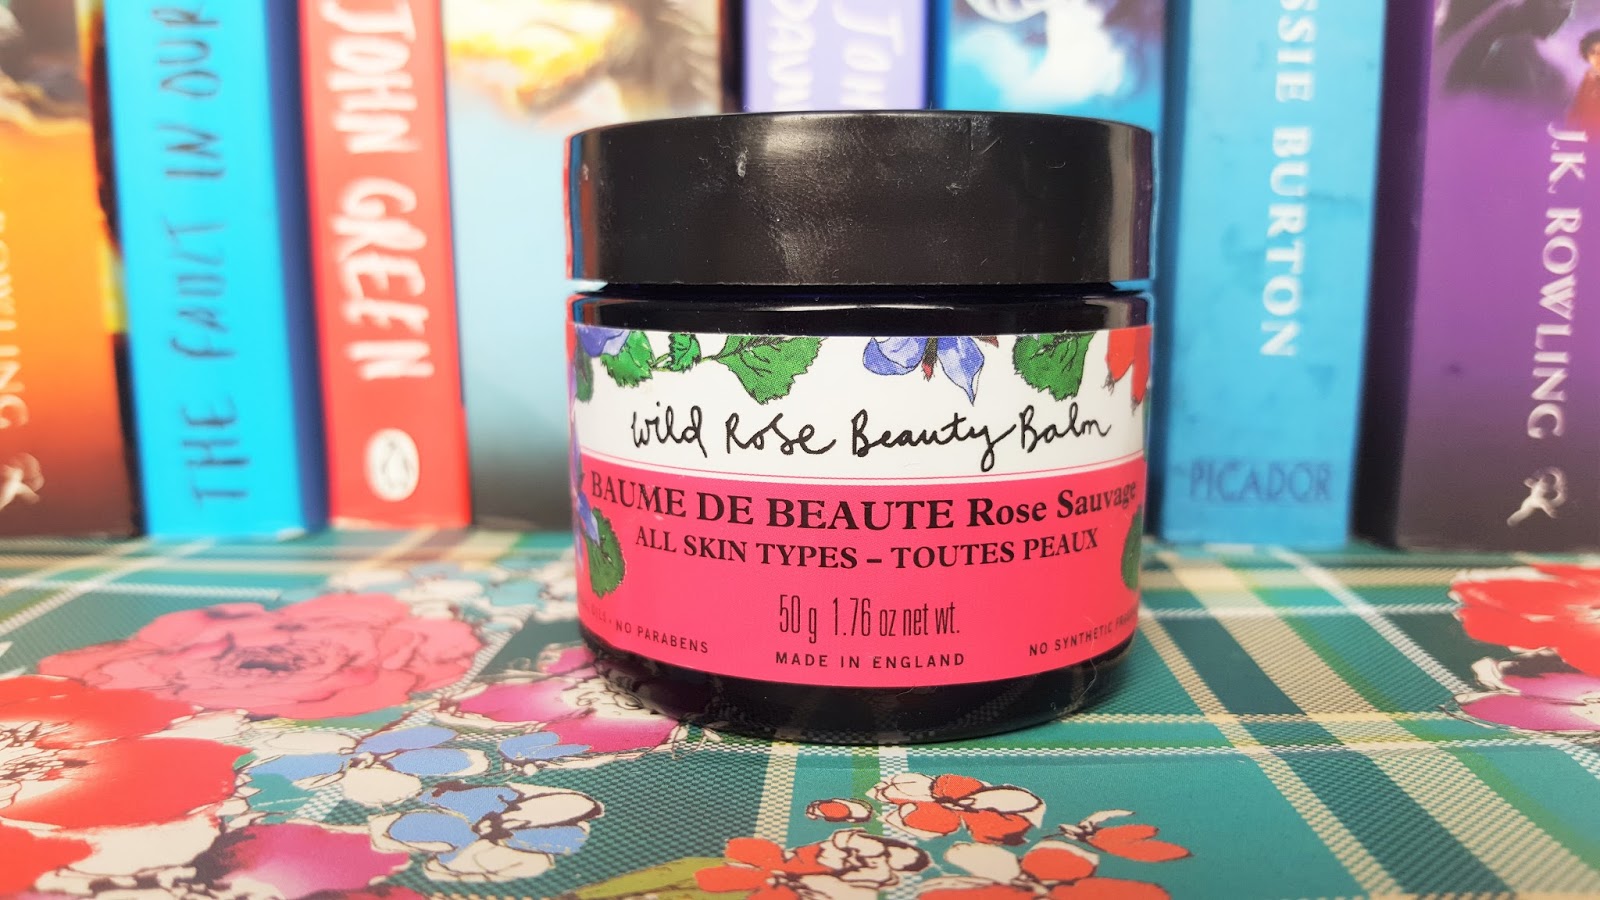 ROWLING
THE FAULT IN OUR
JOHN GREEN
JOHN
JESSIE BURTON
PICADOR
J.K. ROWLING
Wild Rose Beauty Balm
BAUME DE BEAUTE Rose Sauvage
ALL SKIN TYPES – TOUTES PEAUX
50 g 1.76 oz net wt.
OILS • NO PARABENS
MADE IN ENGLAND
NO SYNTHETIC